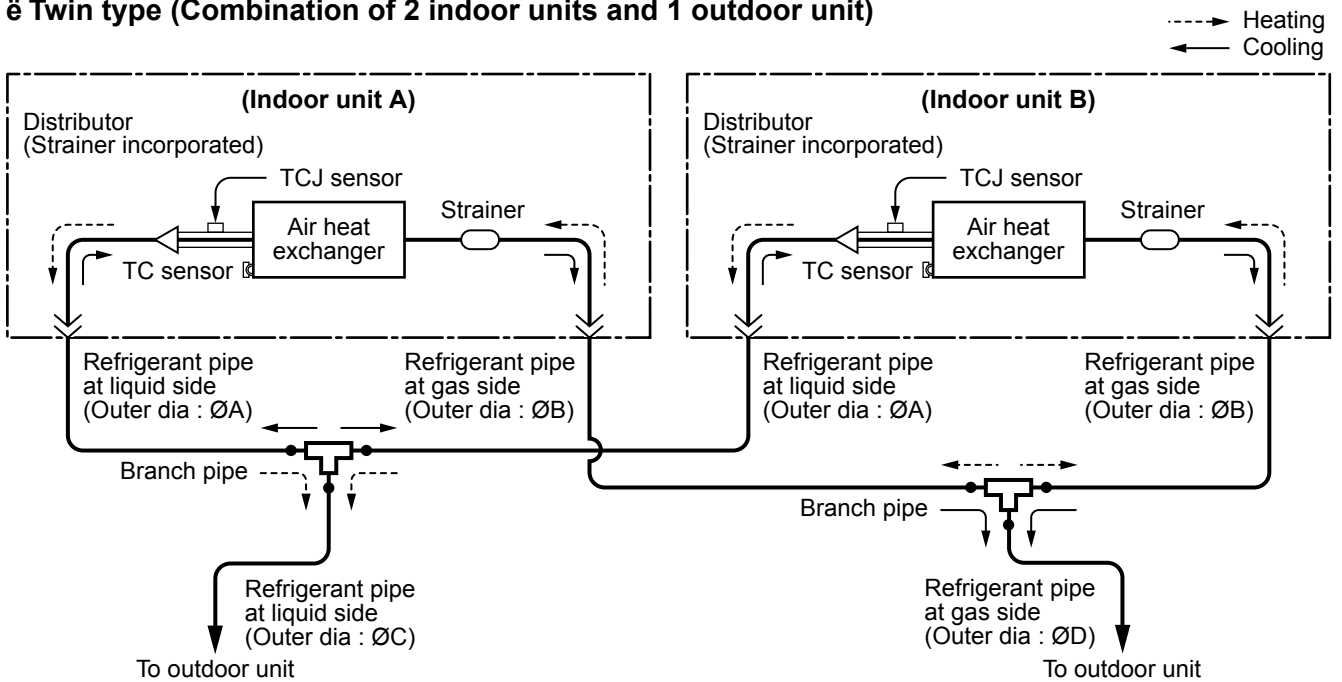 ë Twin type (Combination of 2 indoor units and 1 outdoor unit)
Heating
Cooling
(Indoor unit A)
Distributor
(Strainer incorporated)
TCJ sensor
Strainer
Air heat
exchanger
TC sensor
Refrigerant pipe
at liquid side
(Outer dia : ØA)
Refrigerant pipe
at gas side
(Outer dia : ØB)
(Indoor unit B)
Distributor
(Strainer incorporated)
TCJ sensor
Strainer
Air heat
exchanger
TC sensor
Refrigerant pipe
at liquid side
(Outer dia : ØA)
Refrigerant pipe
at gas side
(Outer dia : ØB)
Branch pipe
Branch pipe
Refrigerant pipe
at liquid side
(Outer dia : ØC)
To outdoor unit
Refrigerant pipe
at gas side
(Outer dia : ØD)
To outdoor unit